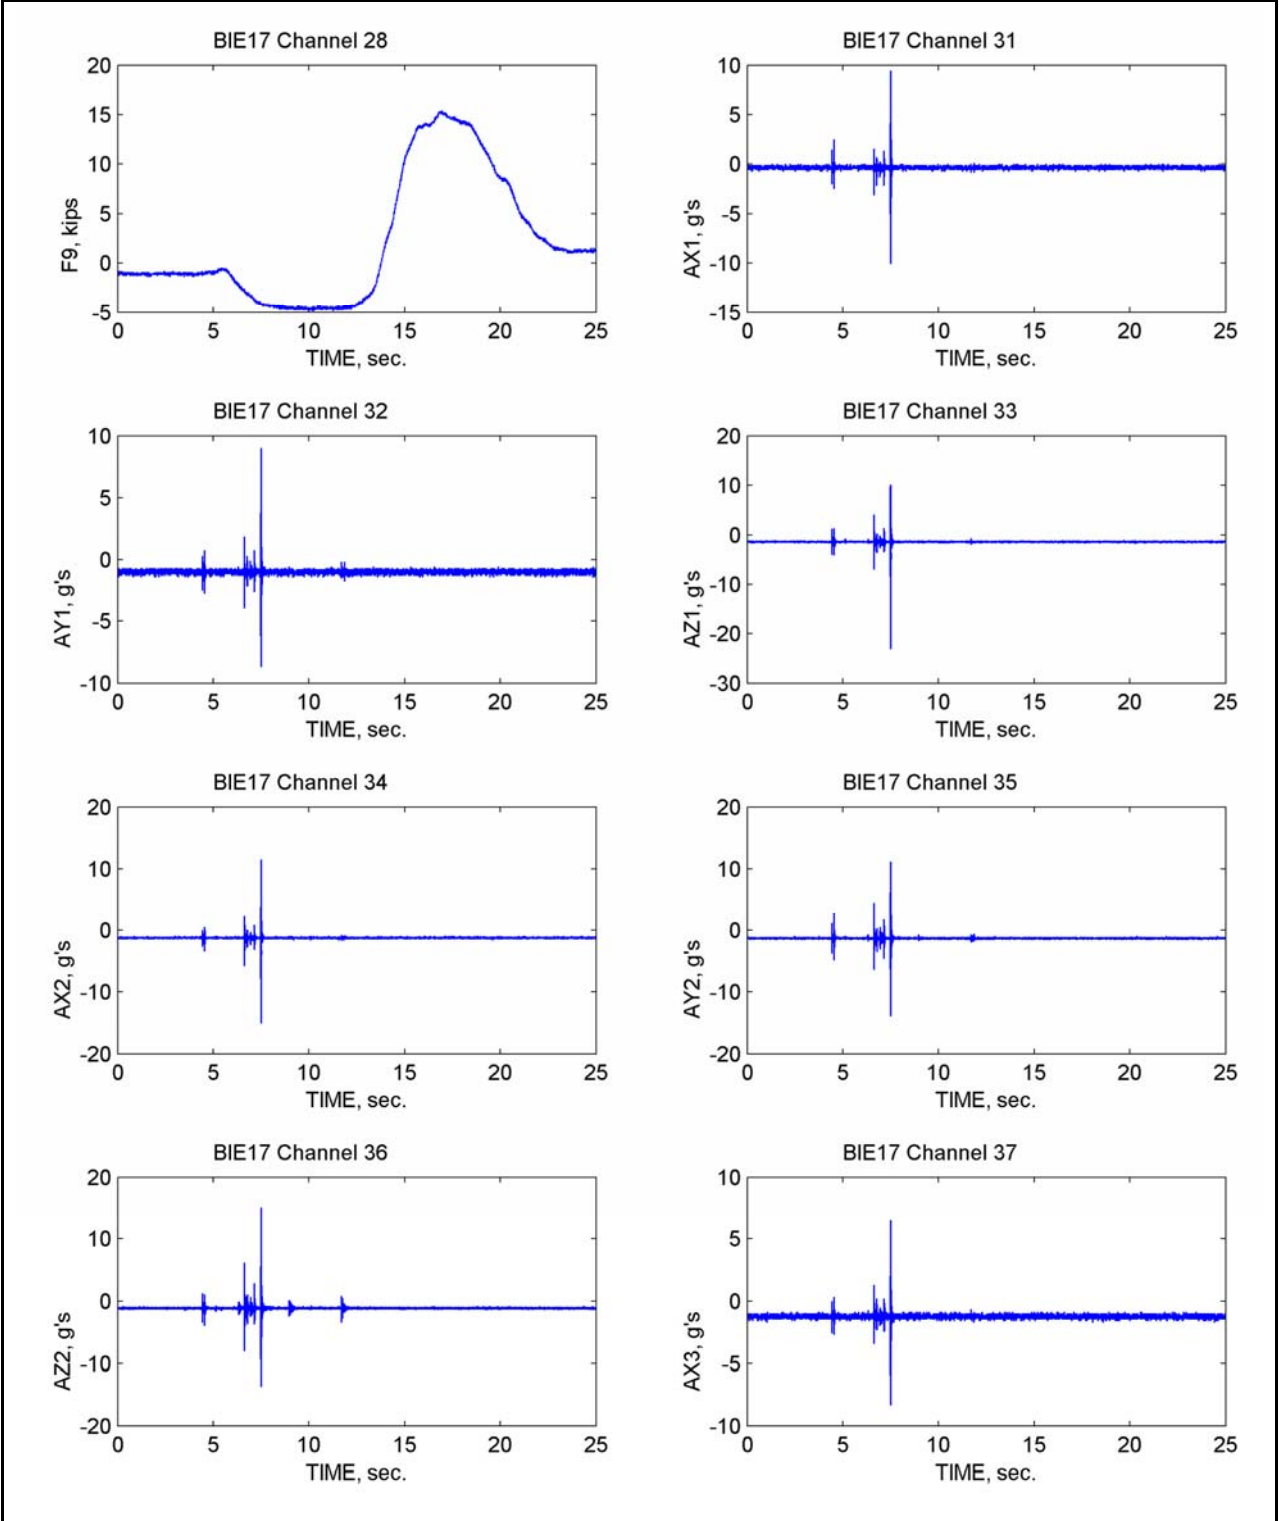 BIE17 Channel 28
20
15
10
5
0
-5
F9, kips
0 5 10 15 20 25
TIME, sec.
BIE17 Channel 31
10
5
0
-5
-10
-15
AX1, g's
0 5 10 15 20 25
TIME, sec.
BIE17 Channel 32
10
5
0
-5
-10
AY1, g's
0 5 10 15 20 25
TIME, sec.
BIE17 Channel 33
20
10
0
-10
-20
-30
AZ1, g's
0 5 10 15 20 25
TIME, sec.
BIE17 Channel 34
20
10
0
-10
-20
AX2, g's
0 5 10 15 20 25
TIME, sec.
BIE17 Channel 35
20
10
0
-10
-20
AY2, g's
0 5 10 15 20 25
TIME, sec.
BIE17 Channel 36
20
10
0
-10
-20
AZ2, g's
0 5 10 15 20 25
TIME, sec.
BIE17 Channel 37
10
5
0
-5
-10
AX3, g's
0 5 10 15 20 25
TIME, sec.